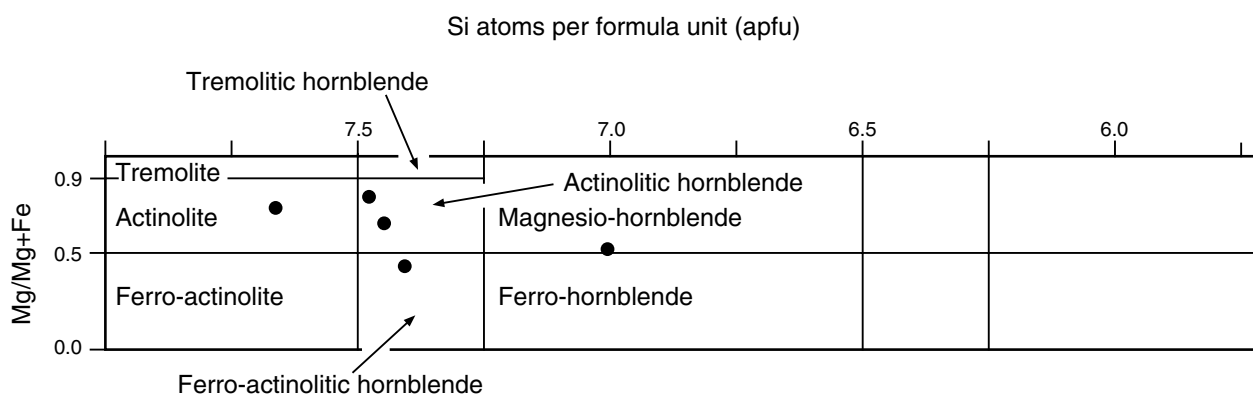 Si atoms per formula unit (apfu)
Tremolitic hornblende
7.5 7.0 6.5 6.0
0.9 Tremolite
Actinolitic hornblende
Actinolite Magnesio-hornblende
0.5
Mg/Mg+Fe
Ferro-actinolite Ferro-hornblende
0.0
Ferro-actinolitic hornblende